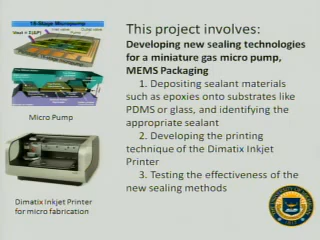 18-Stage Micropump
This project involves:
Developing new sealing technologies
for a miniature gas micro pump,
MEMS Packaging
1. Depositing sealant materials
such as epoxies onto substrates like
PDMS or glass, and identifying the
appropriate sealant
2. Developing the printing
technique of the Dimatix Inkjet
Printer
3. Testing the effectiveness of the
new sealing methods
Micro Pump
Dimatix Inkjet Printer
for micro fabrication